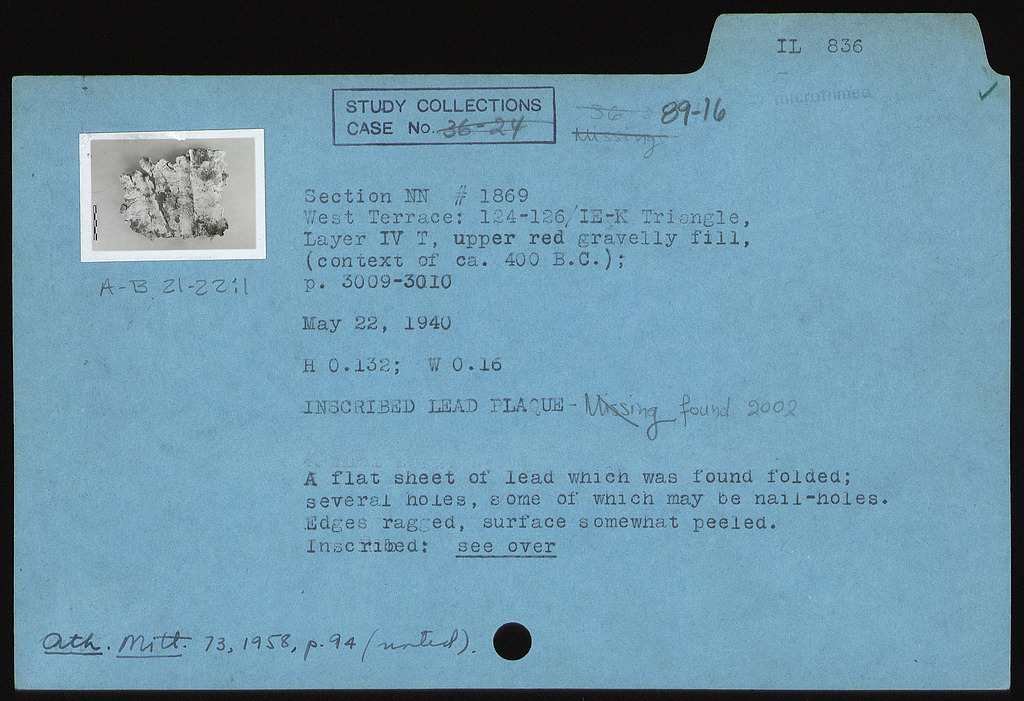 IL 836
microfilmed
STUDY COLLECTIONS
CASE No. 36-24
36- 89-16
Missing
Section NN # 1869
West Terrace: 124-126/IE-K Triangle,
Layer IV T, upper red gravelly fill,
(context of ca. 400 B.C.);
p. 3009-3010
A-B 21-22:1
May 22, 1940
H 0.132; W 0.16
INSCRIBED LEAD PLAQUE - Missing found 2002
A flat sheet of lead which was found folded;
several holes, some of which may be nail-holes.
Edges ragged, surface somewhat peeled.
Inscribed: see over
Ath. Mitt. 73, 1958, p. 94 (noted).